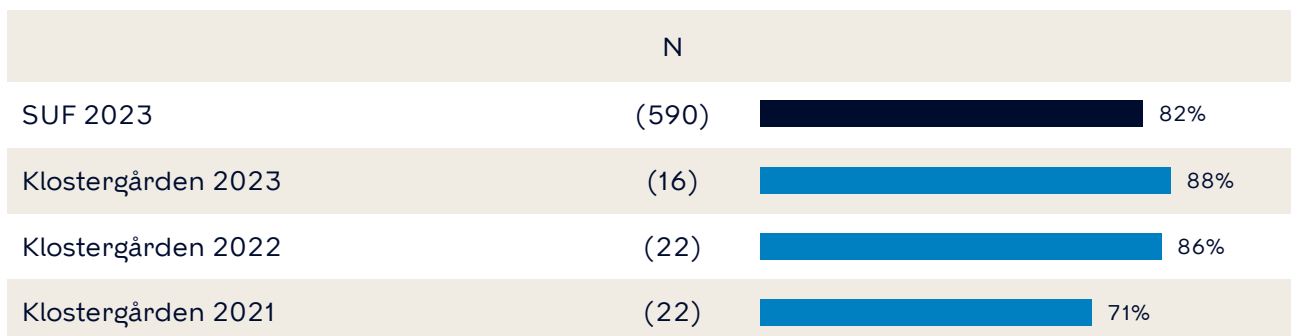 N
SUF 2023 (590) 82%
Klostergården 2023 (16) 88%
Klostergården 2022 (22) 86%
Klostergården 2021 (22) 71%